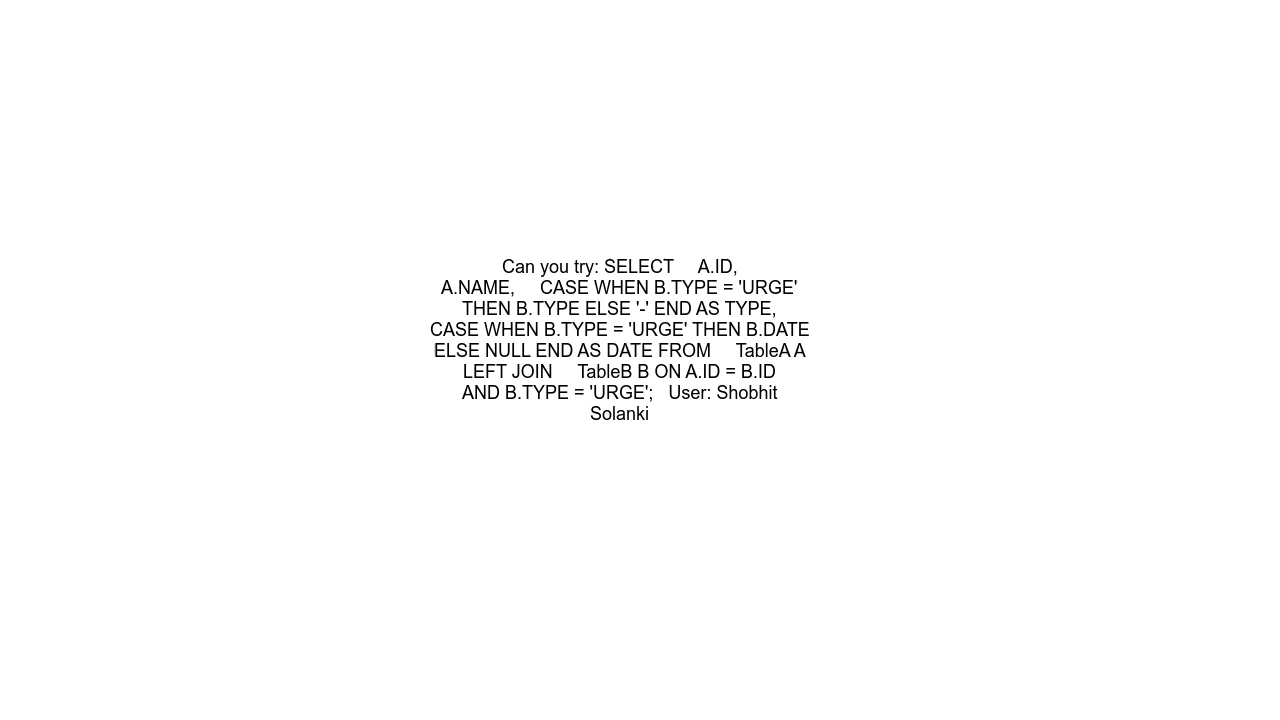 Can you try: SELECT     A.ID,
A.NAME,     CASE WHEN B.TYPE = 'URGE'
THEN B.TYPE ELSE '-' END AS TYPE,
CASE WHEN B.TYPE = 'URGE' THEN B.DATE
ELSE NULL END AS DATE FROM     TableA A
LEFT JOIN     TableB B ON A.ID = B.ID
AND B.TYPE = 'URGE';   User: Shobhit
Solanki